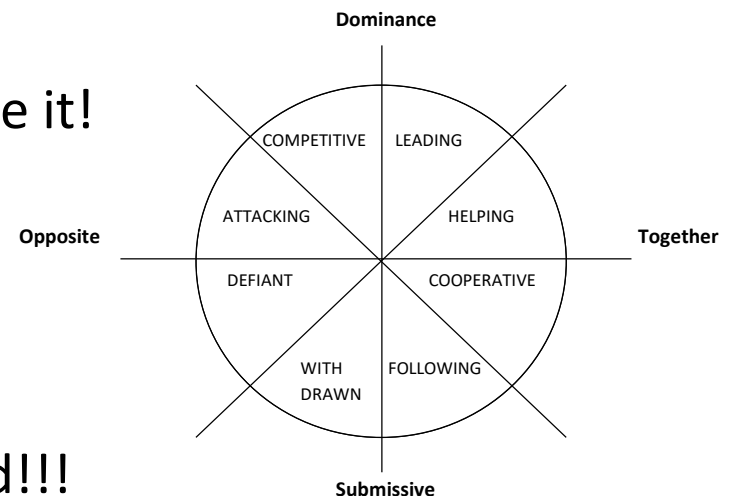 Dominance
e it!
COMPETITIVE LEADING
ATTACKING HELPING
Opposite Together
DEFIANT COOPERATIVE
WITH FOLLOWING
DRAWN
d!!!
Submissive